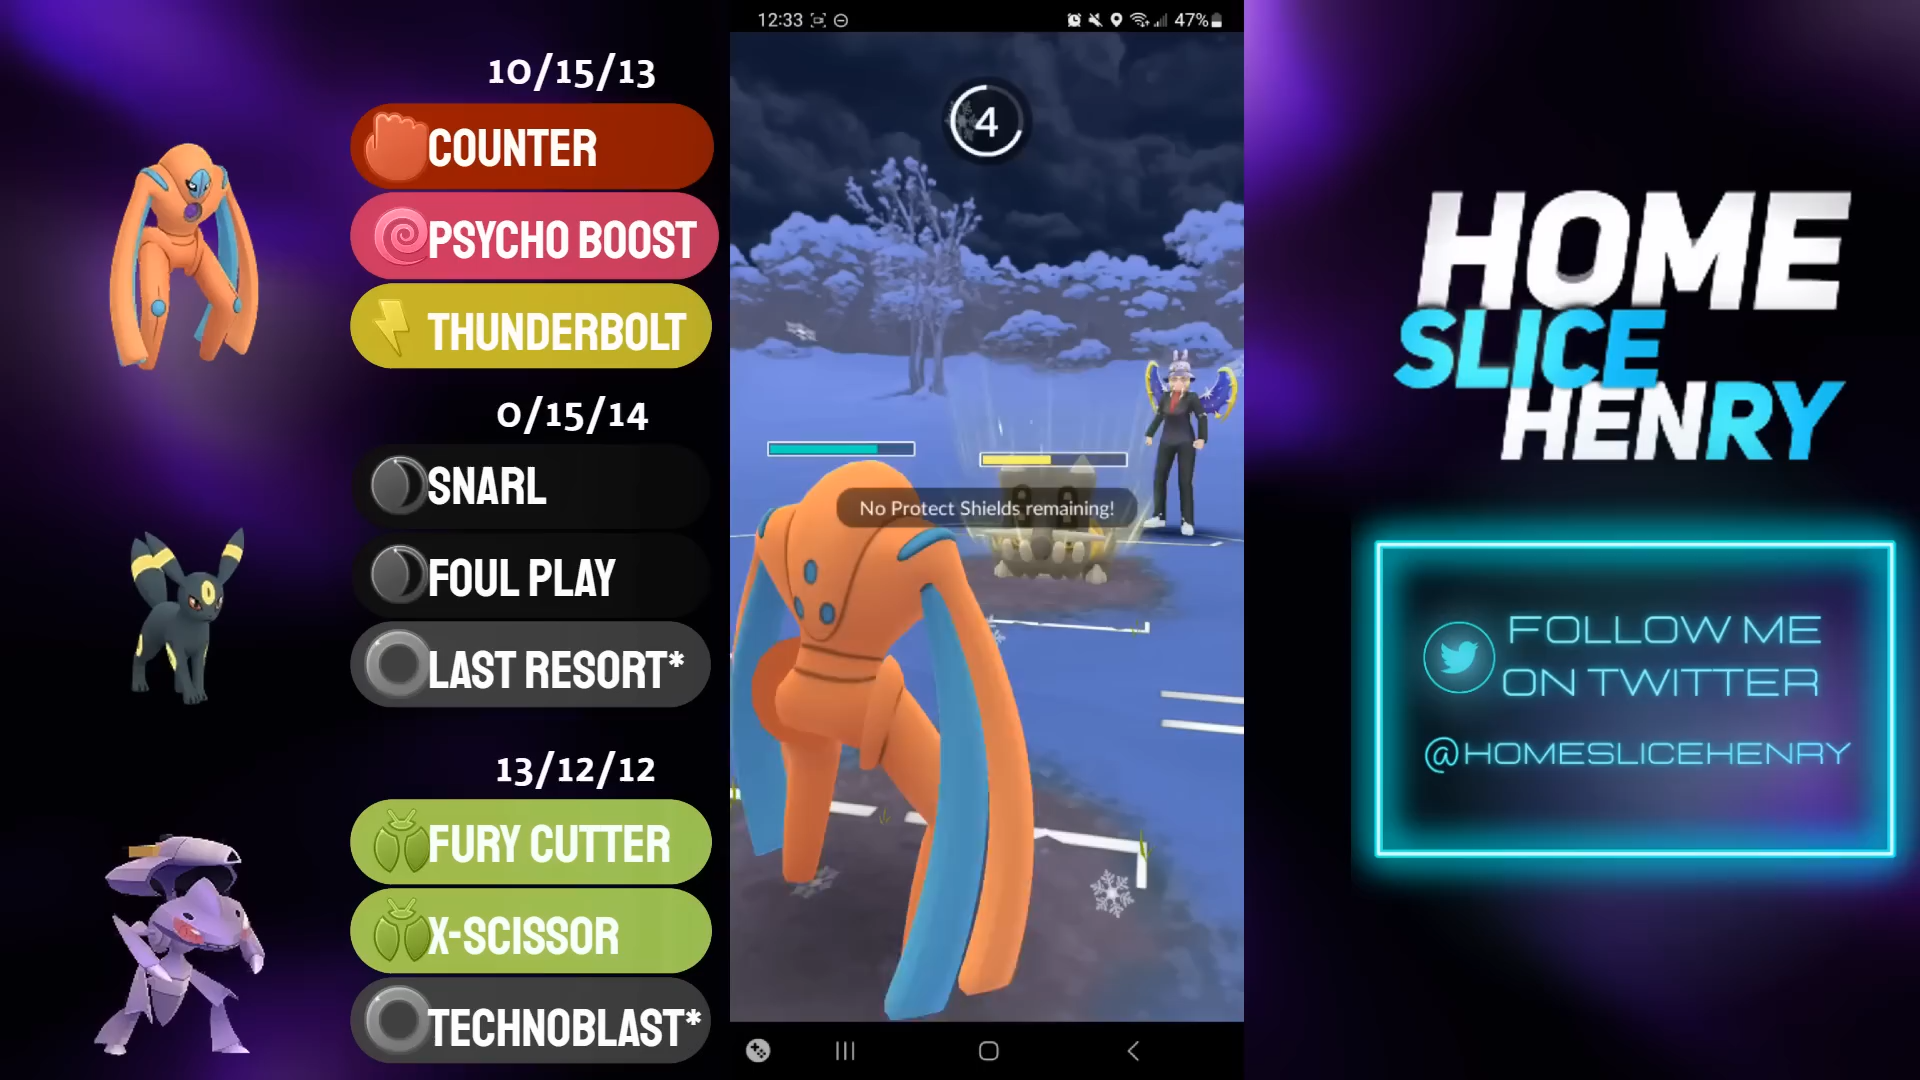 10/15/13
COUNTER
PSYCHO BOOST
THUNDERBOLT
0/15/14
SNARL
FOUL PLAY
LAST RESORT*
13/12/12
FURY CUTTER
X-SCISSOR
TECHNOBLAST*
12:33
47%
4
No Protect Shields remaining!
HOME
SLICE
HENRY
FOLLOW ME
ON TWITTER
@HOMESLICEHENRY